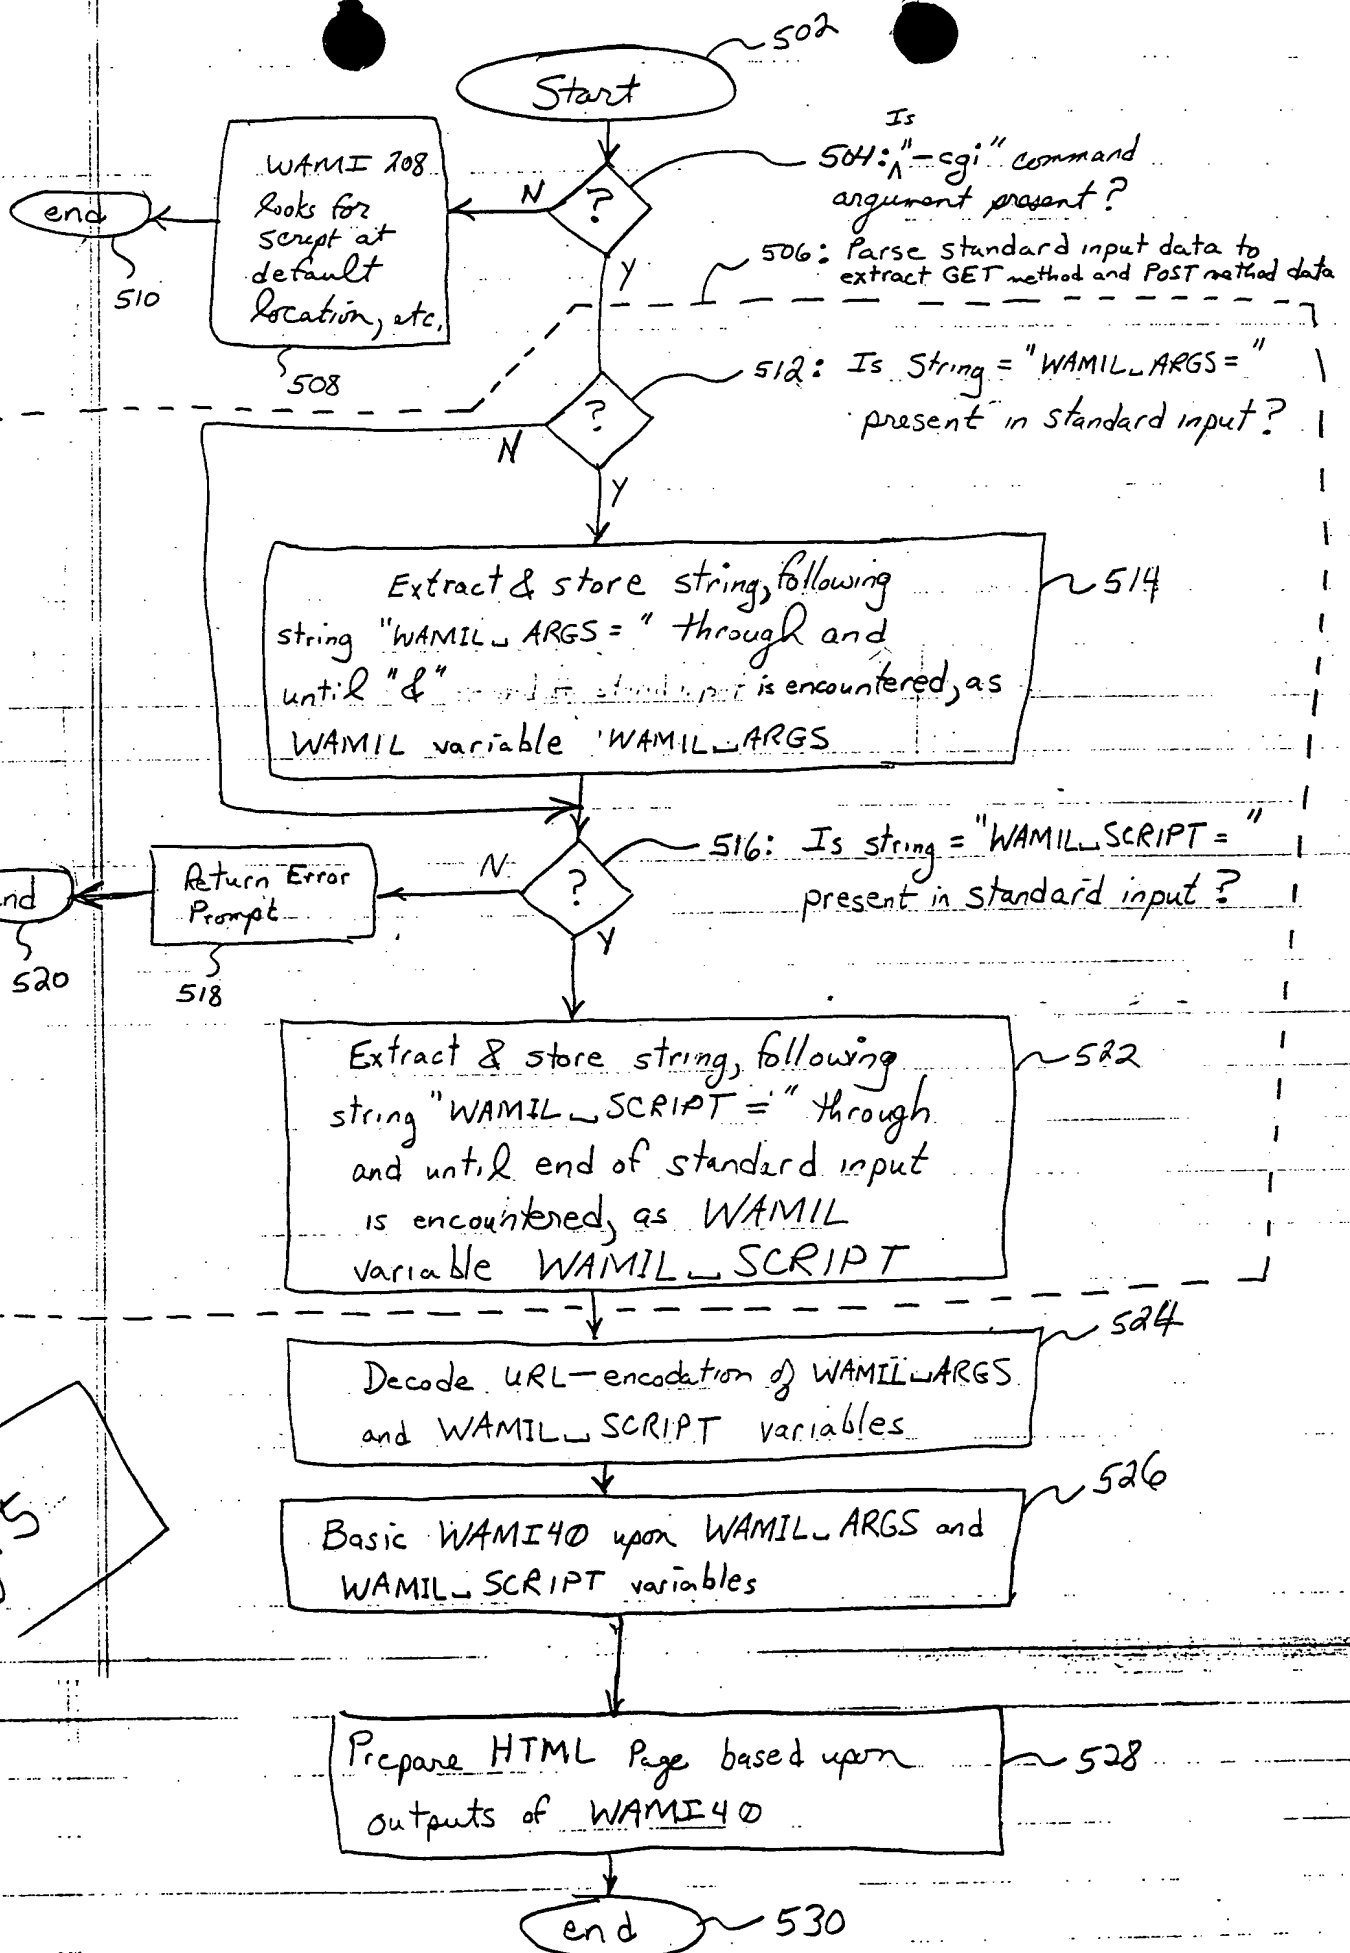 502
Start
Is
504: ^ "-cgi" command
argument present?
N
Y
?
WAMI 208
looks for
script at
default
location, etc.
508
end
510
506: Parse standard input data to
extract GET method and POST method data
512: Is String = "WAMIL_ARGS="
present in standard input?
?
N
Y
Extract & store string, following
string "WAMIL_ARGS=" through and
until "&" is encountered, as
WAMIL variable 'WAMIL_ARGS
514
516: Is string = "WAMIL_SCRIPT="
present in standard input?
?
N
Y
Return Error
Prompt
518
nd
520
Extract & store string, following
string "WAMIL_SCRIPT=" through
and until end of standard input
is encountered, as WAMIL
variable WAMIL_SCRIPT
522
Decode URL-encodation of WAMIL_ARGS
and WAMIL_SCRIPT variables
524
Basic WAMI40 upon WAMIL_ARGS and
WAMIL_SCRIPT variables
526
5
Prepare HTML Page based upon
outputs of WAMI40
528
end
530